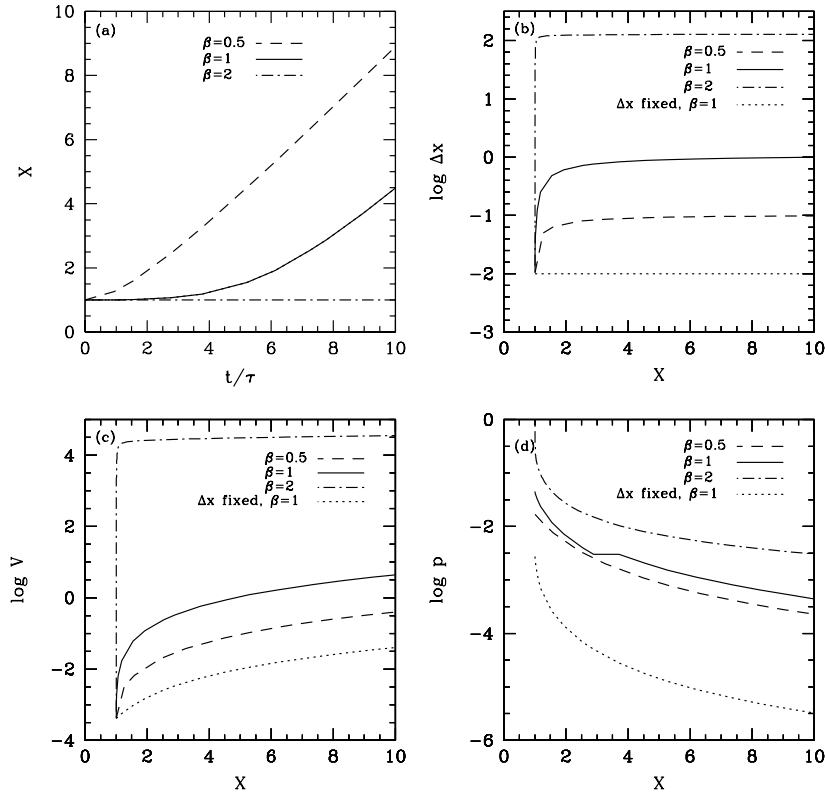 (a)
β=0.5
β=1
β=2
10
8
6
4
2
0
X
0 2 4 6 8 10
t/τ
(b)
β=0.5
β=1
β=2
Δx fixed, β=1
2
1
0
−1
−2
−3
log Δx
0 2 4 6 8 10
X
(c)
β=0.5
β=1
β=2
Δx fixed, β=1
4
2
0
−2
−4
log V
0 2 4 6 8 10
X
(d)
β=0.5
β=1
β=2
Δx fixed, β=1
0
−2
−4
−6
log p
0 2 4 6 8 10
X